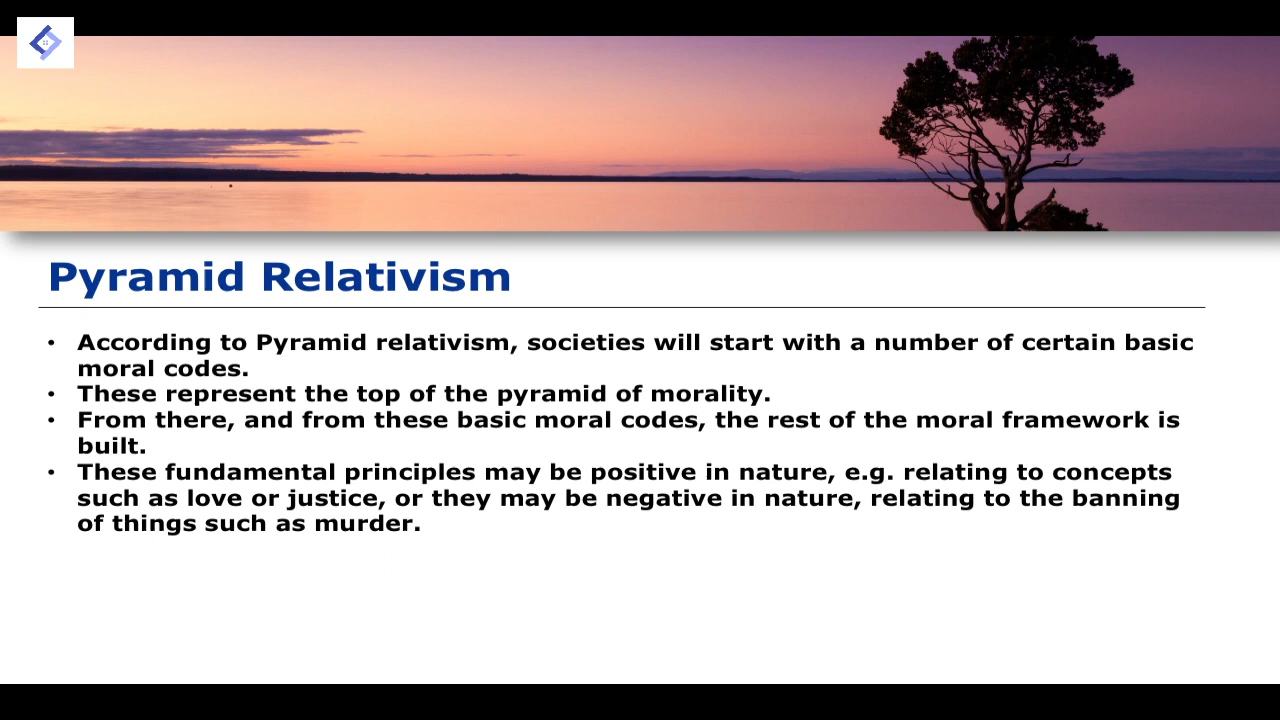 Pyramid Relativism
• According to Pyramid relativism, societies will start with a number of certain basic
moral codes.
• These represent the top of the pyramid of morality.
• From there, and from these basic moral codes, the rest of the moral framework is
built.
• These fundamental principles may be positive in nature, e.g. relating to concepts
such as love or justice, or they may be negative in nature, relating to the banning
of things such as murder.